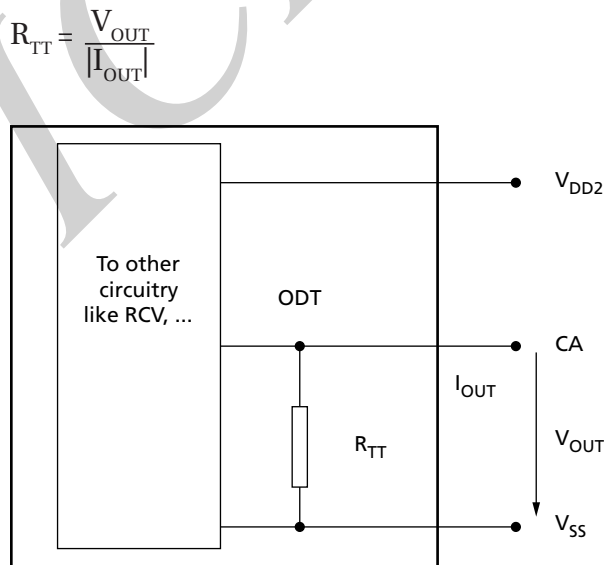 R_TT = V_OUT / |I_OUT|
V_DD2
To other
circuitry
like RCV, ...
ODT
CA
I_OUT
R_TT
V_OUT
V_SS